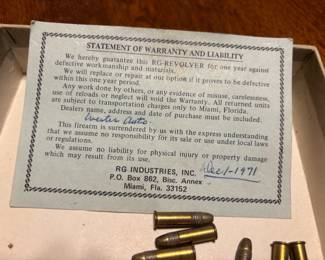 STATEMENT OF WARRANTY AND LIABILITY
We hereby guarantee this RG-REVOLVER for one year against
defective workmanship and materials.
We will replace or repair at our option if it proves to be defective
within this one year period.
Any work done by others, or any evidence of misuse, carelessness,
use of reloads or neglect will void the Warranty. All returned units
are subject to transportation charges only to Miami, Florida.
Dealers name, address and date of purchase must be included.
Western Auto.
This firearm is surrendered by us with the express understanding
that we assume no responsibility for its sale or use under local laws
or regulations.
We assume no liability for physical injury or property damage
which may result from its use.
RG INDUSTRIES, INC. Dec 1-1971
P.O. Box 862, Bisc. Annex
Miami, Fla. 33152